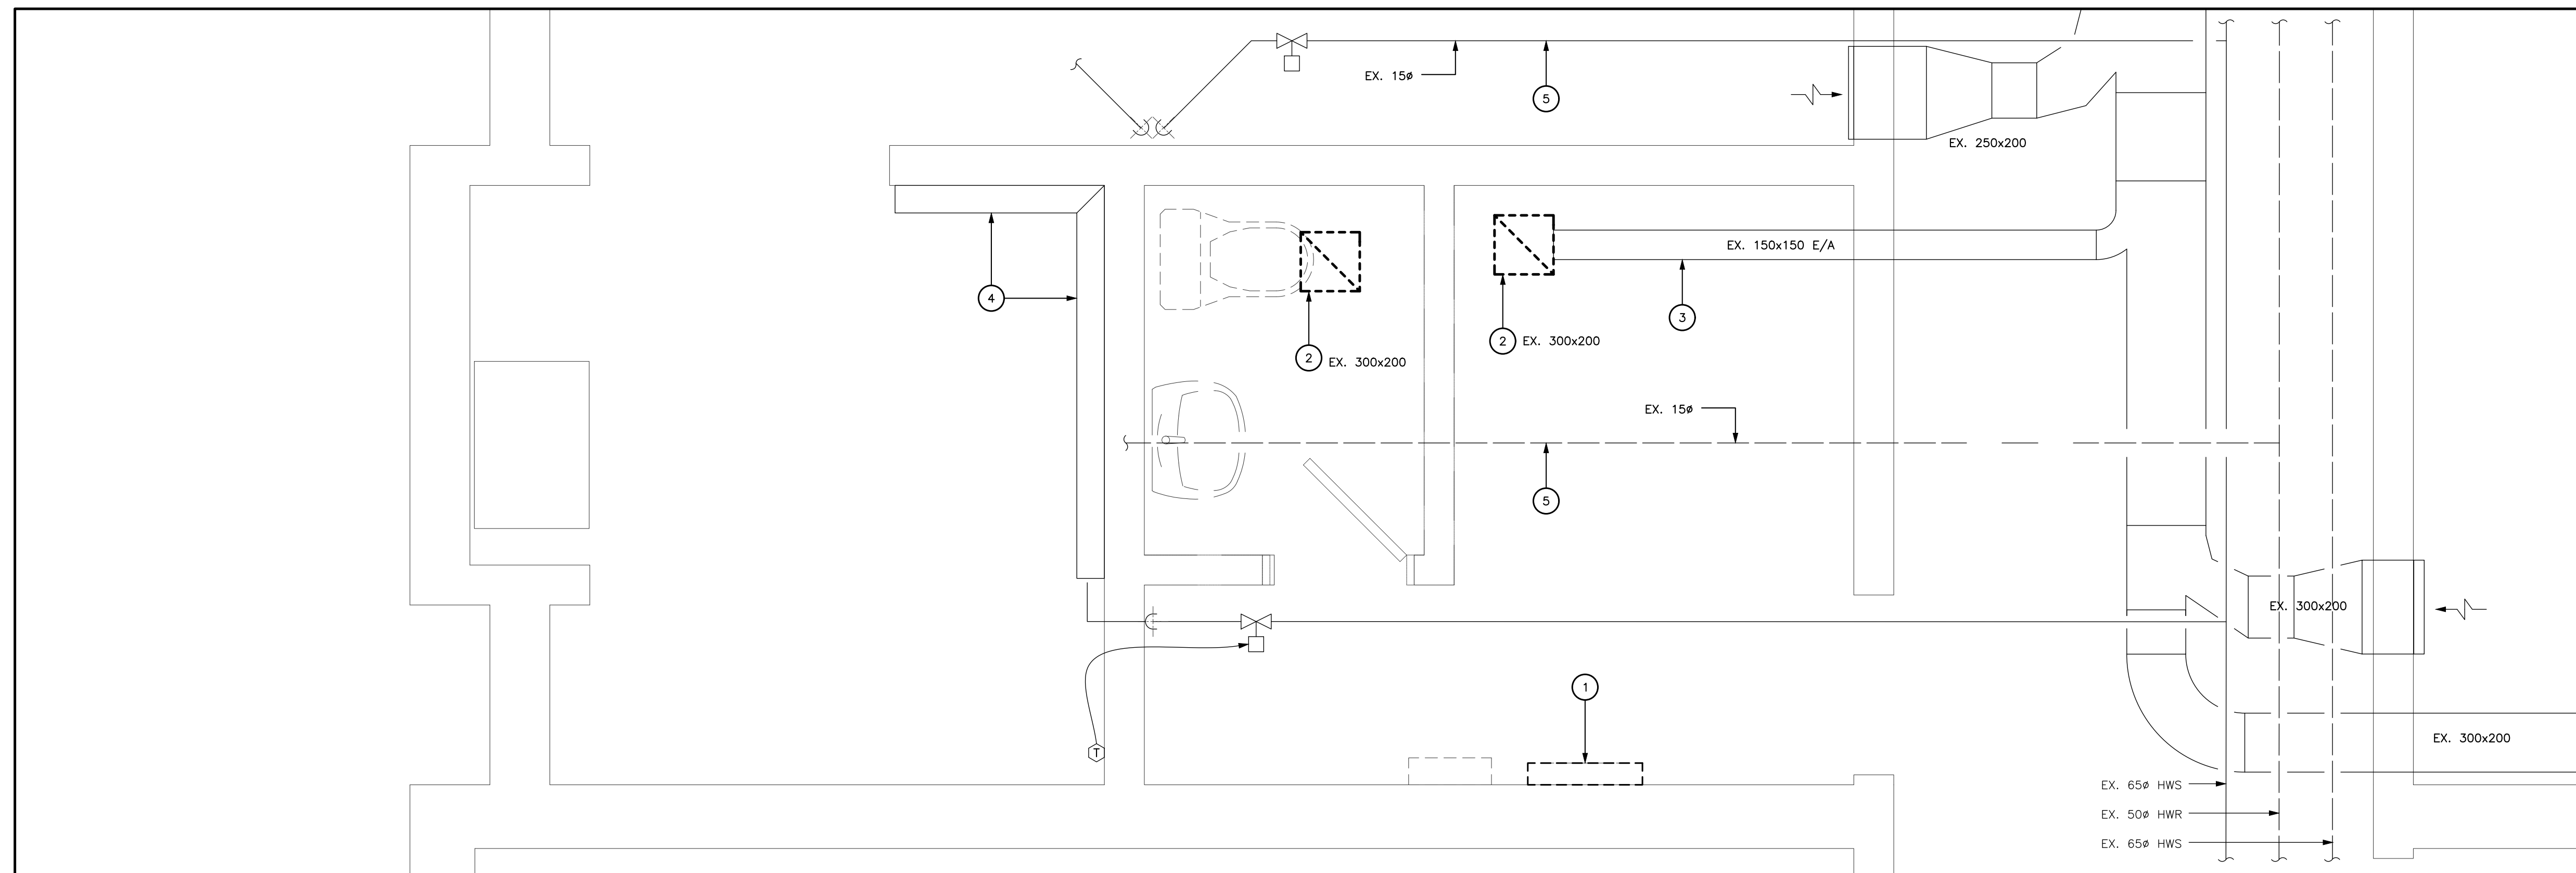 EX. 15ø
5
EX. 250x200
EX. 150x150 E/A
4
3
2
EX. 300x200
2
EX. 300x200
EX. 15ø
5
EX. 300x200
1
T
EX. 300x200
EX. 65ø HWS
EX. 50ø HWR
EX. 65ø HWS